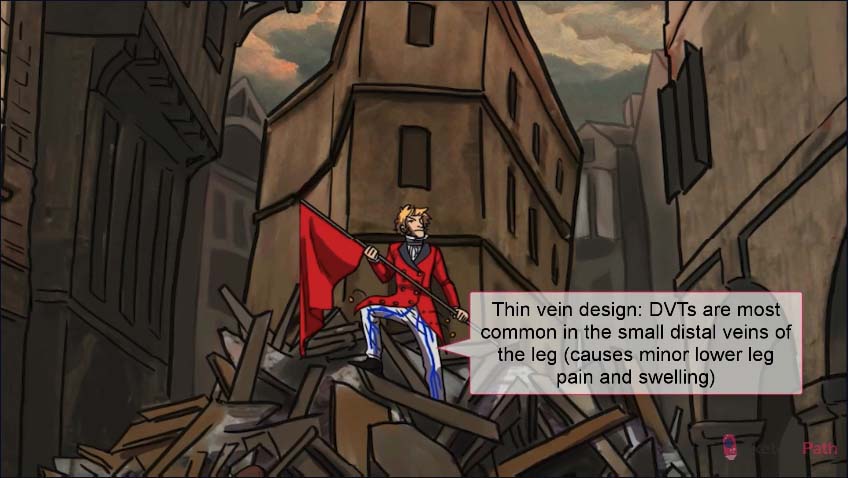 Thin vein design: DVTs are most
common in the small distal veins of
the leg (causes minor lower leg
pain and swelling)
Path